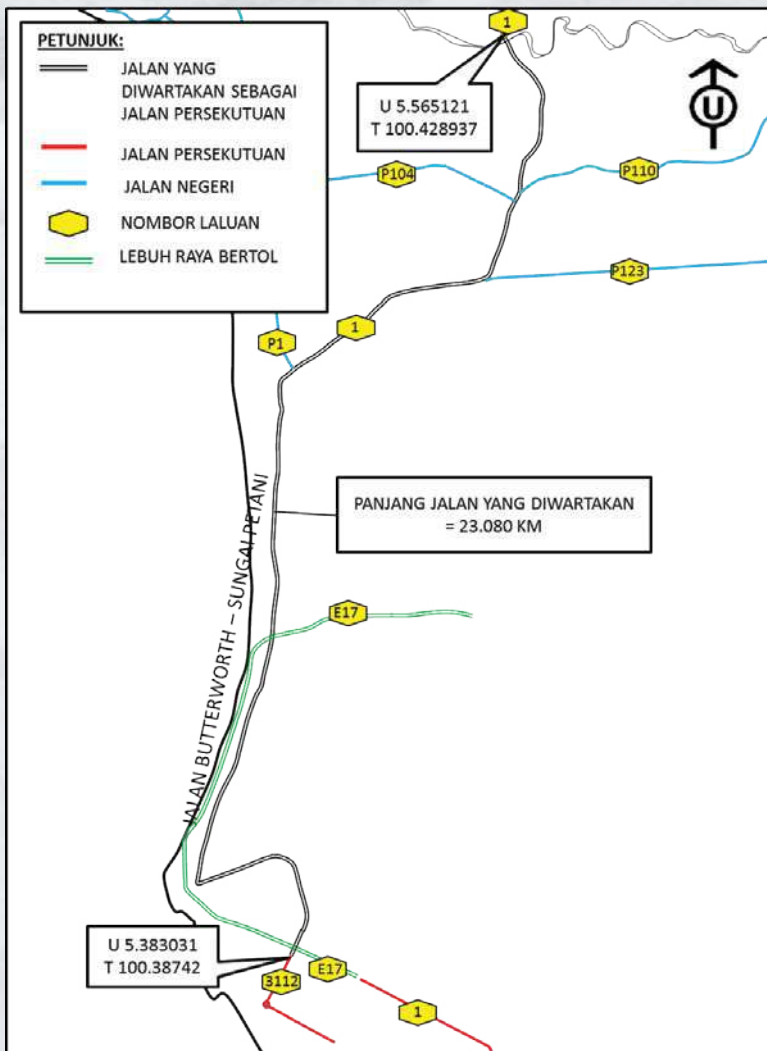 PETUNJUK:
JALAN YANG
DIWARTAKAN SEBAGAI
JALAN PERSEKUTUAN
JALAN PERSEKUTUAN
JALAN NEGERI
NOMBOR LALUAN
LEBUH RAYA BERTOL
1
U 5.565121
T 100.428937
U
P104
P110
P123
1
P1
JALAN BUTTERWORTH – SUNGAI PETANI
PANJANG JALAN YANG DIWARTAKAN
= 23.080 KM
E17
U 5.383031
T 100.38742
E17
3112
1